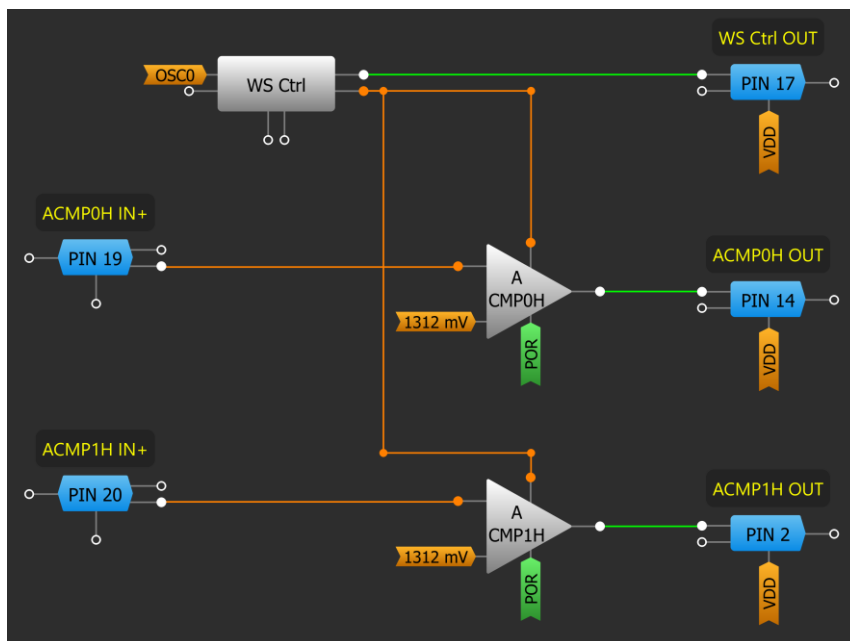 WS Ctrl OUT
OSC0
WS Ctrl
PIN 17
VDD
ACMP0H IN+
PIN 19
A
CMP0H
1312 mV
POR
ACMP0H OUT
PIN 14
VDD
ACMP1H IN+
PIN 20
A
CMP1H
1312 mV
POR
ACMP1H OUT
PIN 2
VDD